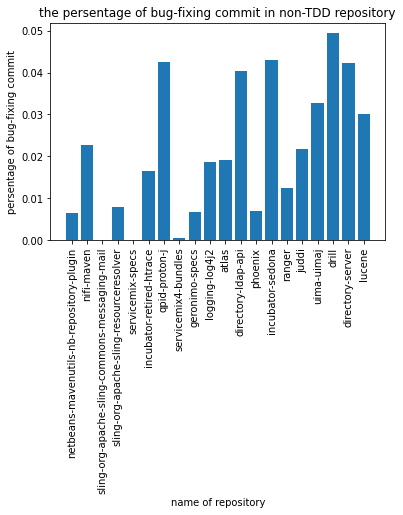 the persentage of bug-fixing commit in non-TDD repository
persentage of bug-fixing commit
0.05
0.04
0.03
0.02
0.01
0.00
netbeans-mavenutils-nb-repository-plugin
nifi-maven
sling-org-apache-sling-commons-messaging-mail
sling-org-apache-sling-resourceresolver
servicemix-specs
incubator-retired-htrace
qpid-proton-j
servicemix4-bundles
geronimo-specs
logging-log4j2
atlas
directory-ldap-api
phoenix
incubator-sedona
ranger
juddi
uima-uimaj
drill
directory-server
lucene
name of repository